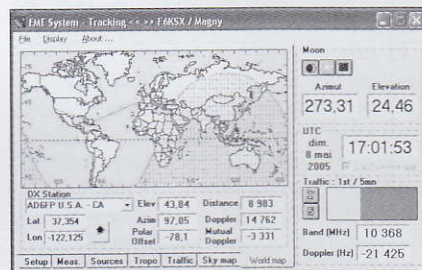 EME System - Tracking << >> F6KSX / Magny
File Display About ...
Moon
Azimut Elevation
273,31 24,46
UTC
dim.
8 mai
2005
17:01:53
Traffic : 1st / 5mn
Band (MHz) 10 368
Doppler (Hz) -21 425
DX Station
AD6FP U.S.A. - CA
Lat 37,354
Lon -122,125
Elev 43,84 Distance 8 983
Azim 97,05 Doppler 14 762
Polar Offset -78,1 Mutual Doppler -3 331
Setup Meas. Sources Tropo Traffic Sky map World map